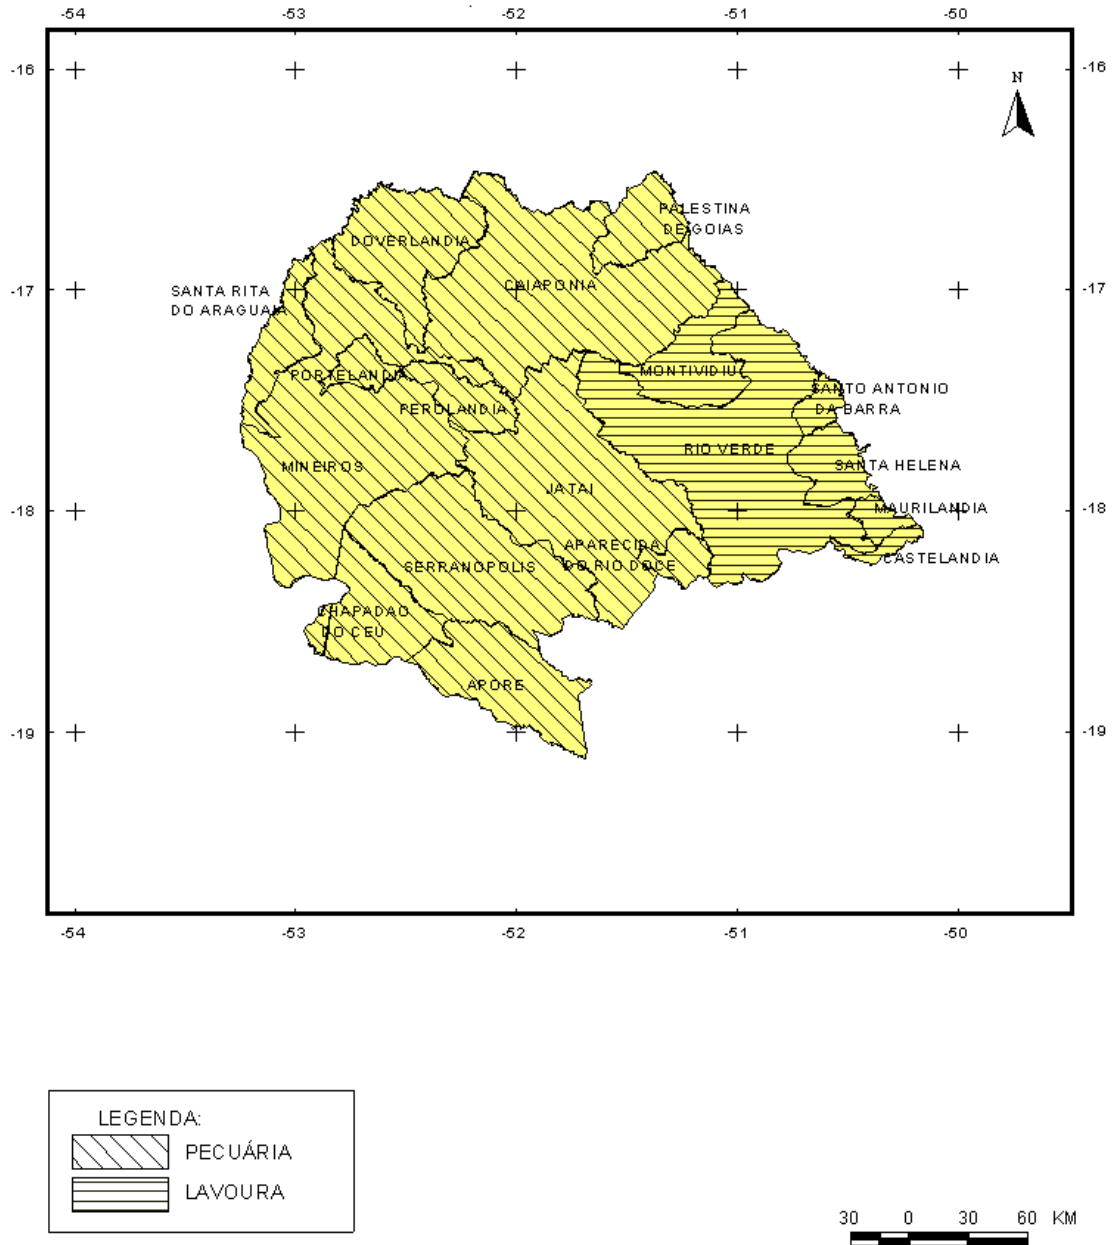 -54 -53 -52 -51 -50
-16 -16
N
PALESTINA
DE GOIAS
DOVERLANDIA
CAIAPONIA
-17 -17
SANTA RITA
DO ARAGUAIA
PORTELANDIA
MONTIVIDIU
SANTO ANTONIO
DA BARRA
PEROLANDIA
RIO VERDE
MINEIROS
SANTA HELENA
JATAI
MAURILANDIA
-18 -18
APARECIDA
DO RIO DOCE
CASTELANDIA
SERRANOPOLIS
CHAPADAO
DO CEU
APORE
-19 -19
-54 -53 -52 -51 -50
LEGENDA:
PECUÁRIA
LAVOURA
30 0 30 60 KM